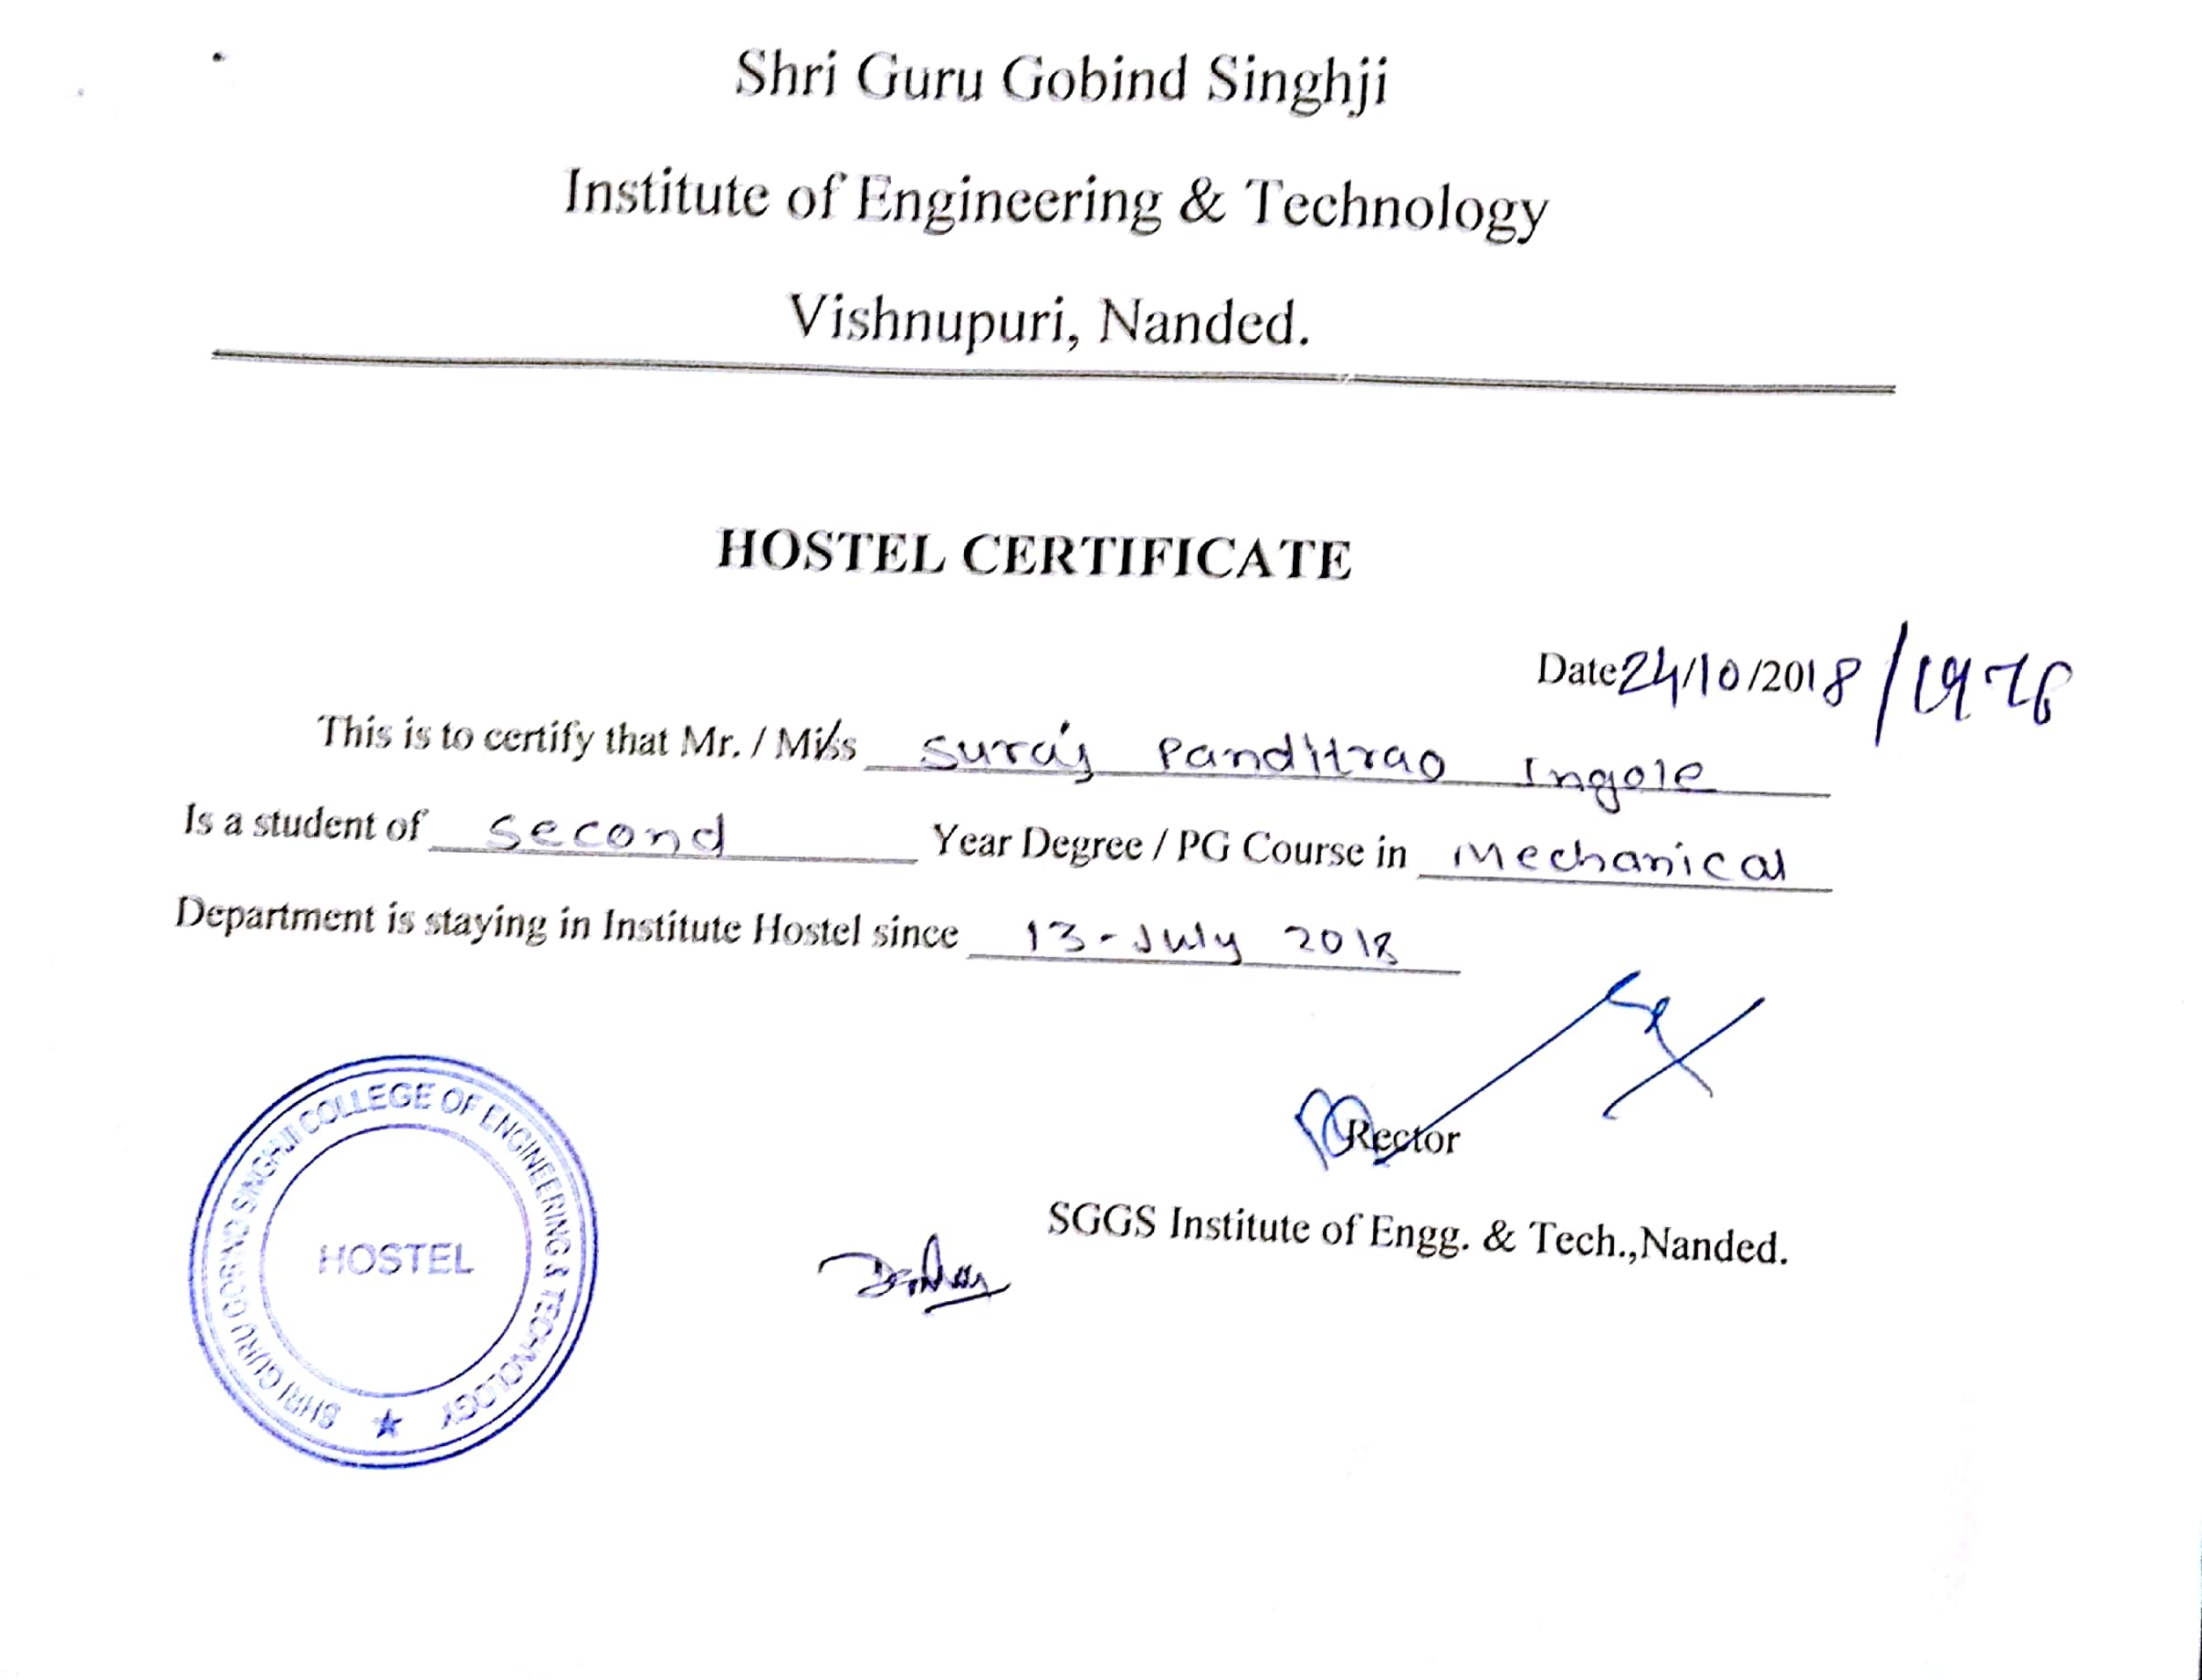 Shri Guru Gobind Singhji
Institute of Engineering & Technology
Vishnupuri, Nanded.
HOSTEL CERTIFICATE
Date 24/10/2018 / 1976
This is to certify that Mr. / Miss Suraj Panditrao Ingole
Is a student of Second Year Degree / PG Course in Mechanical
Department is staying in Institute Hostel since 13-July 2018
Rector
SGGS Institute of Engg. & Tech.,Nanded.
SHRI GURU GOBIND SINGHJI COLLEGE OF ENGINEERING & TECHNOLOGY
HOSTEL